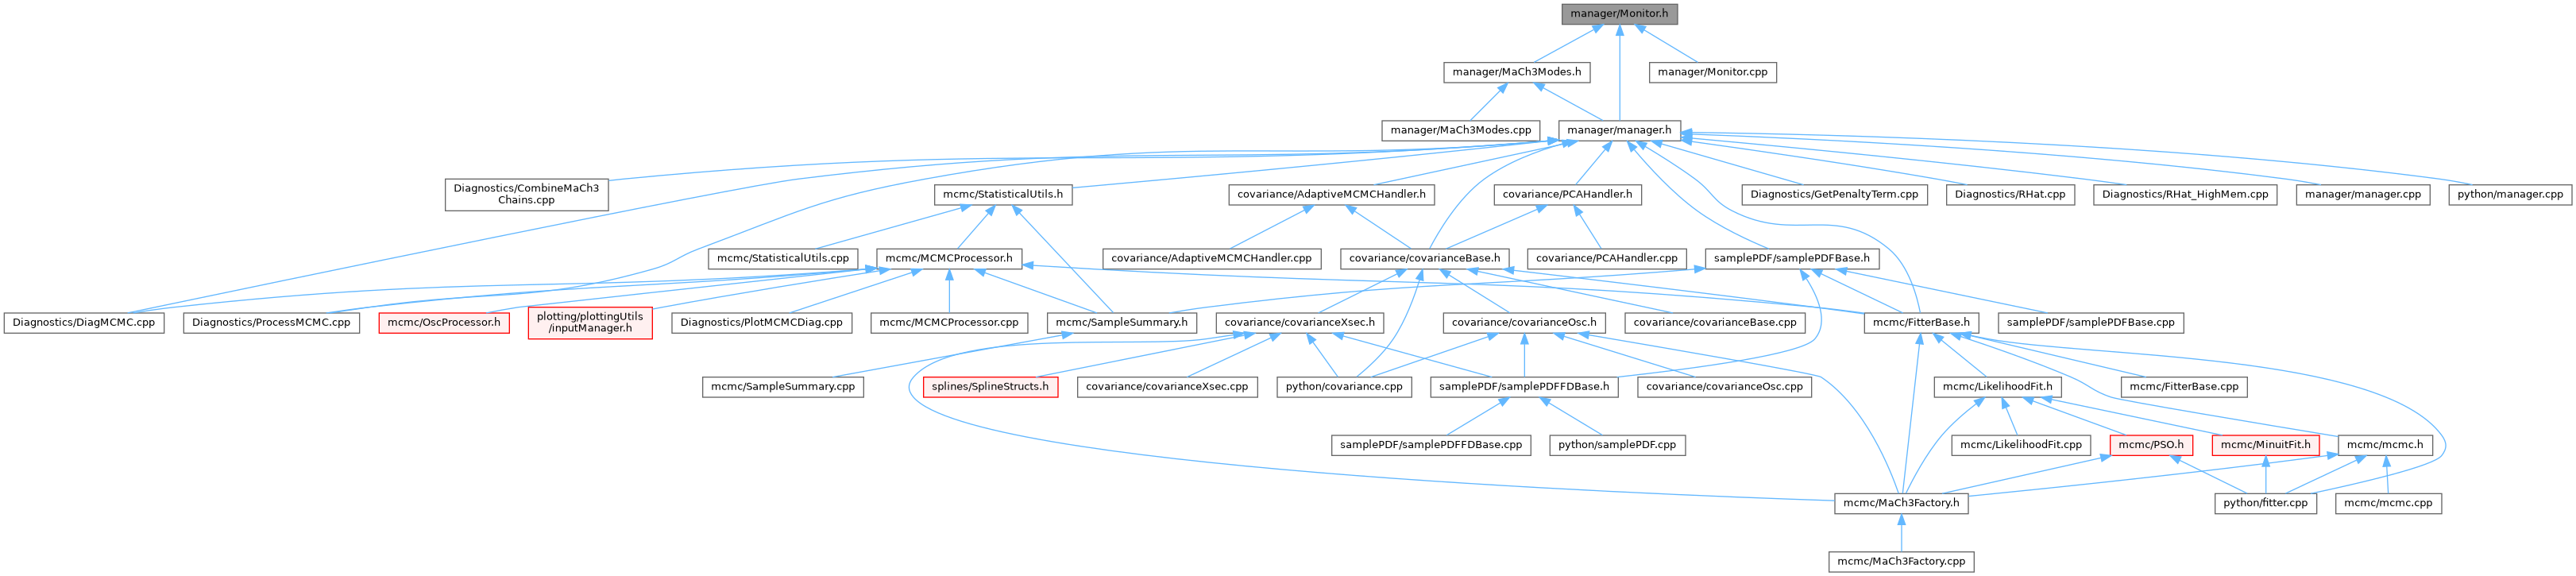 manager/Monitor.h
manager/MaCh3Modes.h
manager/Monitor.cpp
manager/MaCh3Modes.cpp
manager/manager.h
Diagnostics/CombineMaCh3
Chains.cpp
mcmc/StatisticalUtils.h
covariance/AdaptiveMCMCHandler.h
covariance/PCAHandler.h
Diagnostics/GetPenaltyTerm.cpp
Diagnostics/RHat.cpp
Diagnostics/RHat_HighMem.cpp
manager/manager.cpp
python/manager.cpp
mcmc/StatisticalUtils.cpp
mcmc/MCMCProcessor.h
covariance/AdaptiveMCMCHandler.cpp
covariance/covarianceBase.h
covariance/PCAHandler.cpp
samplePDF/samplePDFBase.h
Diagnostics/DiagMCMC.cpp
Diagnostics/ProcessMCMC.cpp
mcmc/OscProcessor.h
plotting/plottingUtils
/inputManager.h
Diagnostics/PlotMCMCDiag.cpp
mcmc/MCMCProcessor.cpp
mcmc/SampleSummary.h
covariance/covarianceXsec.h
covariance/covarianceOsc.h
covariance/covarianceBase.cpp
mcmc/FitterBase.h
samplePDF/samplePDFBase.cpp
mcmc/SampleSummary.cpp
splines/SplineStructs.h
covariance/covarianceXsec.cpp
python/covariance.cpp
samplePDF/samplePDFFDBase.h
covariance/covarianceOsc.cpp
mcmc/LikelihoodFit.h
mcmc/FitterBase.cpp
samplePDF/samplePDFFDBase.cpp
python/samplePDF.cpp
mcmc/LikelihoodFit.cpp
mcmc/PSO.h
mcmc/MinuitFit.h
mcmc/mcmc.h
mcmc/MaCh3Factory.h
python/fitter.cpp
mcmc/mcmc.cpp
mcmc/MaCh3Factory.cpp